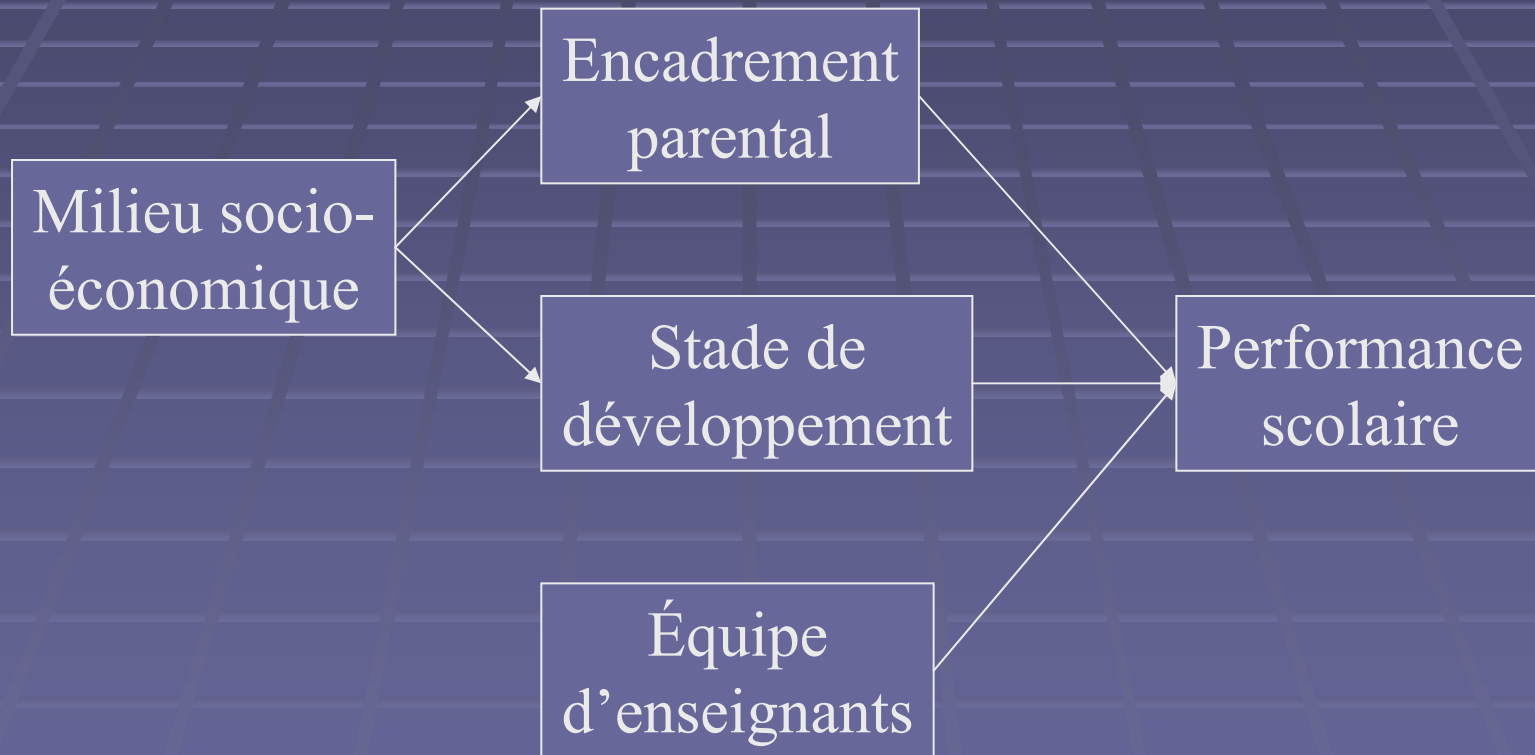 Encadrement
parental
Milieu socio-
économique
Stade de
développement
Performance
scolaire
Équipe
d’enseignants